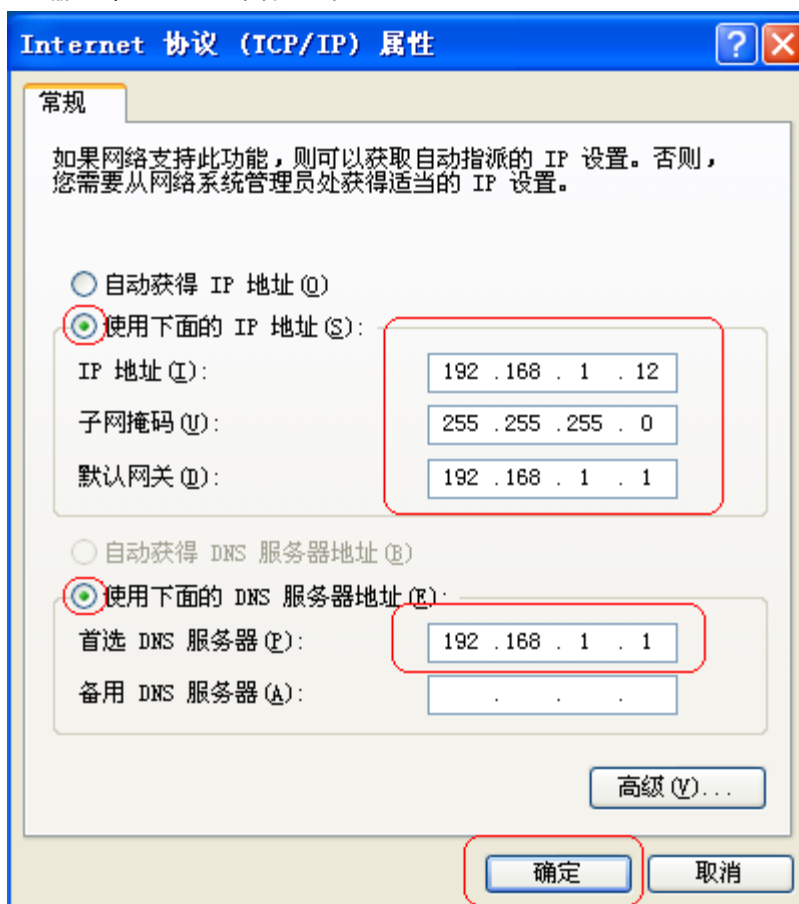 Internet 协议 (TCP/IP) 属性
常规
如果网络支持此功能,则可以获取自动指派的 IP 设置。否则,
您需要从网络系统管理员处获得适当的 IP 设置。
自动获得 IP 地址(O)
使用下面的 IP 地址(S):
IP 地址(I): 192 .168 . 1 . 12
子网掩码(U): 255 .255 .255 . 0
默认网关(D): 192 .168 . 1 . 1
自动获得 DNS 服务器地址(B)
使用下面的 DNS 服务器地址(E):
首选 DNS 服务器(P): 192 .168 . 1 . 1
备用 DNS 服务器(A): . . .
高级(V)...
确定 取消